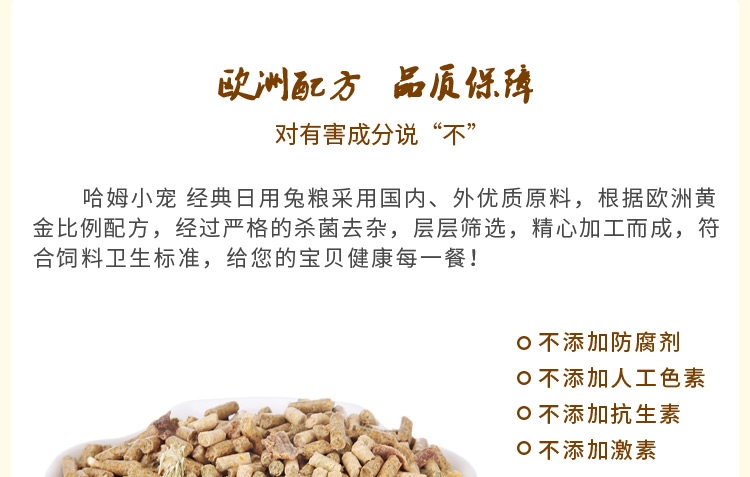 欧洲配方 品质保障
对有害成分说“不”
哈姆小宠 经典日用兔粮采用国内、外优质原料，根据欧洲黄
金比例配方，经过严格的杀菌去杂，层层筛选，精心加工而成，符
合饲料卫生标准，给您的宝贝健康每一餐！
不添加防腐剂
不添加人工色素
不添加抗生素
不添加激素